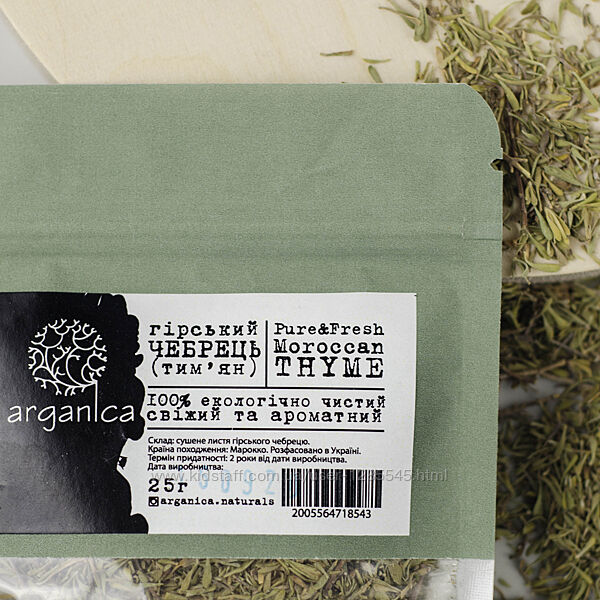 arganica
гірський
ЧЕБРЕЦЬ
(тим'ян)
Pure&Fresh
Moroccan
THYME
100% екологічно чистий
свіжий та ароматний
Склад: сушене листя гірського чебрецю.
Країна походження: Марокко. Розфасовано в Україні.
Термін придатності: 2 роки від дати виробництва.
Дата виробництва:
25г
arganica.naturals
2005564718543